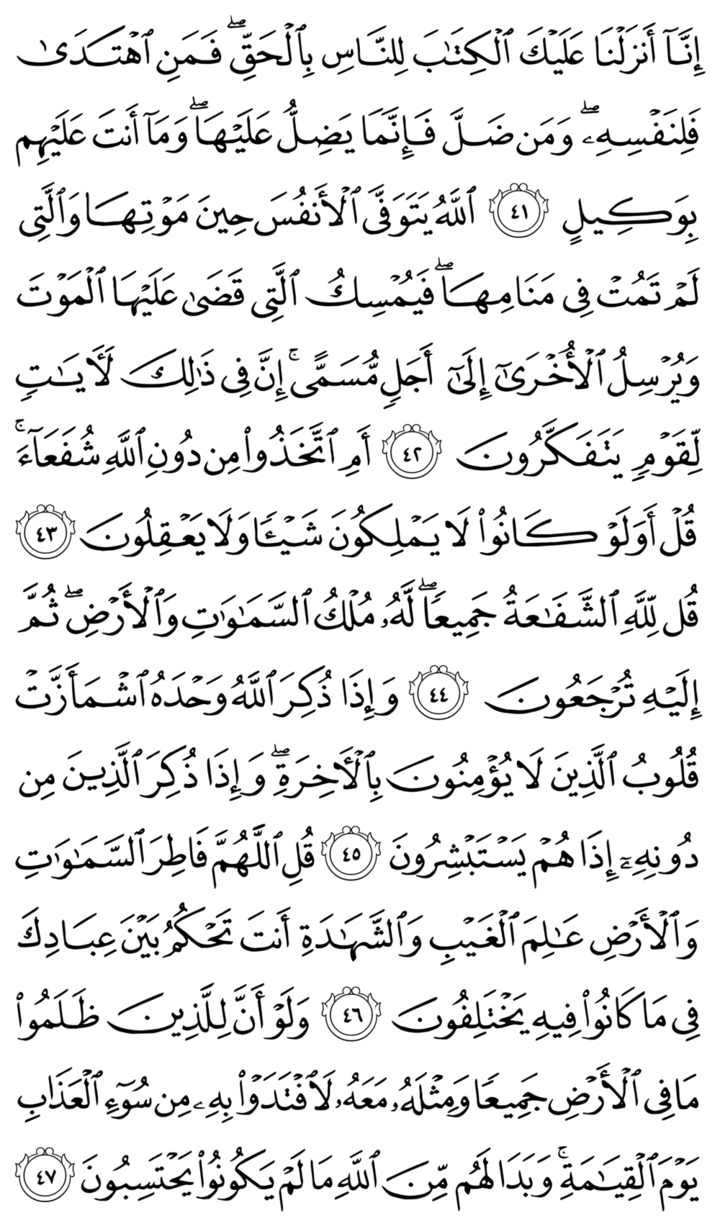 إِنَّآ أَنزَلْنَا عَلَيْكَ ٱلْكِتَٰبَ لِلنَّاسِ بِٱلْحَقِّ ۖ فَمَنِ ٱهْتَدَىٰ
فَلِنَفْسِهِۦ ۖ وَمَن ضَلَّ فَإِنَّمَا يَضِلُّ عَلَيْهَا ۖ وَمَآ أَنتَ عَلَيْهِم
بِوَكِيلٍ ٤١ ٱللَّهُ يَتَوَفَّى ٱلْأَنفُسَ حِينَ مَوْتِهَا وَٱلَّتِى
لَمْ تَمُتْ فِى مَنَامِهَا ۖ فَيُمْسِكُ ٱلَّتِى قَضَىٰ عَلَيْهَا ٱلْمَوْتَ
وَيُرْسِلُ ٱلْأُخْرَىٰٓ إِلَىٰٓ أَجَلٍ مُّسَمًّى ۚ إِنَّ فِى ذَٰلِكَ لَءَايَٰتٍ
لِّقَوْمٍ يَتَفَكَّرُونَ ٤٢ أَمِ ٱتَّخَذُوا۟ مِن دُونِ ٱللَّهِ شُفَعَآءَ ۚ
قُلْ أَوَلَوْ كَانُوا۟ لَا يَمْلِكُونَ شَيْـًٔا وَلَا يَعْقِلُونَ ٤٣
قُل لِّلَّهِ ٱلشَّفَٰعَةُ جَمِيعًا ۖ لَّهُۥ مُلْكُ ٱلسَّمَٰوَٰتِ وَٱلْأَرْضِ ۖ ثُمَّ
إِلَيْهِ تُرْجَعُونَ ٤٤ وَإِذَا ذُكِرَ ٱللَّهُ وَحْدَهُ ٱشْمَأَزَّتْ
قُلُوبُ ٱلَّذِينَ لَا يُؤْمِنُونَ بِٱلْءَاخِرَةِ ۖ وَإِذَا ذُكِرَ ٱلَّذِينَ مِن
دُونِهِۦٓ إِذَا هُمْ يَسْتَبْشِرُونَ ٤٥ قُلِ ٱللَّهُمَّ فَاطِرَ ٱلسَّمَٰوَٰتِ
وَٱلْأَرْضِ عَٰلِمَ ٱلْغَيْبِ وَٱلشَّهَٰدَةِ أَنتَ تَحْكُمُ بَيْنَ عِبَادِكَ
فِى مَا كَانُوا۟ فِيهِ يَخْتَلِفُونَ ٤٦ وَلَوْ أَنَّ لِلَّذِينَ ظَلَمُوا۟
مَا فِى ٱلْأَرْضِ جَمِيعًا وَمِثْلَهُۥ مَعَهُۥ لَٱفْتَدَوْا۟ بِهِۦ مِن سُوٓءِ ٱلْعَذَابِ
يَوْمَ ٱلْقِيَٰمَةِ ۚ وَبَدَا لَهُم مِّنَ ٱللَّهِ مَا لَمْ يَكُونُوا۟ يَحْتَسِبُونَ ٤٧